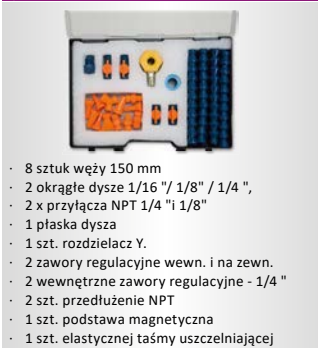 · 8 sztuk węży 150 mm
· 2 okrągłe dysze 1/16 "/ 1/8" / 1/4 ",
· 2 x przyłącza NPT 1/4 "i 1/8"
· 1 płaska dysza
· 1 szt. rozdzielacz Y.
· 2 zawory regulacyjne wewn. i na zewn.
· 2 wewnętrzne zawory regulacyjne - 1/4 "
· 2 szt. przedłużenie NPT
· 1 szt. podstawa magnetyczna
· 1 szt. elastycznej taśmy uszczelniającej